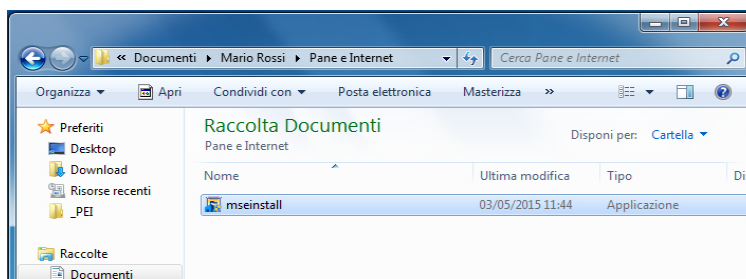 « Documenti ▸ Mario Rossi ▸ Pane e Internet Cerca Pane e Internet
Organizza Apri Condividi con Posta elettronica Masterizza »
Preferiti
Desktop
Download
Risorse recenti
_PEI
Raccolte
Documenti
Raccolta Documenti
Pane e Internet
Disponi per: Cartella
Nome Ultima modifica Tipo Di
mseinstall 03/05/2015 11:44 Applicazione